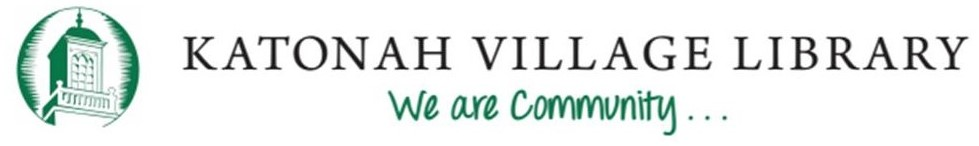 KATONAH VILLAGE LIBRARY
We are Community...